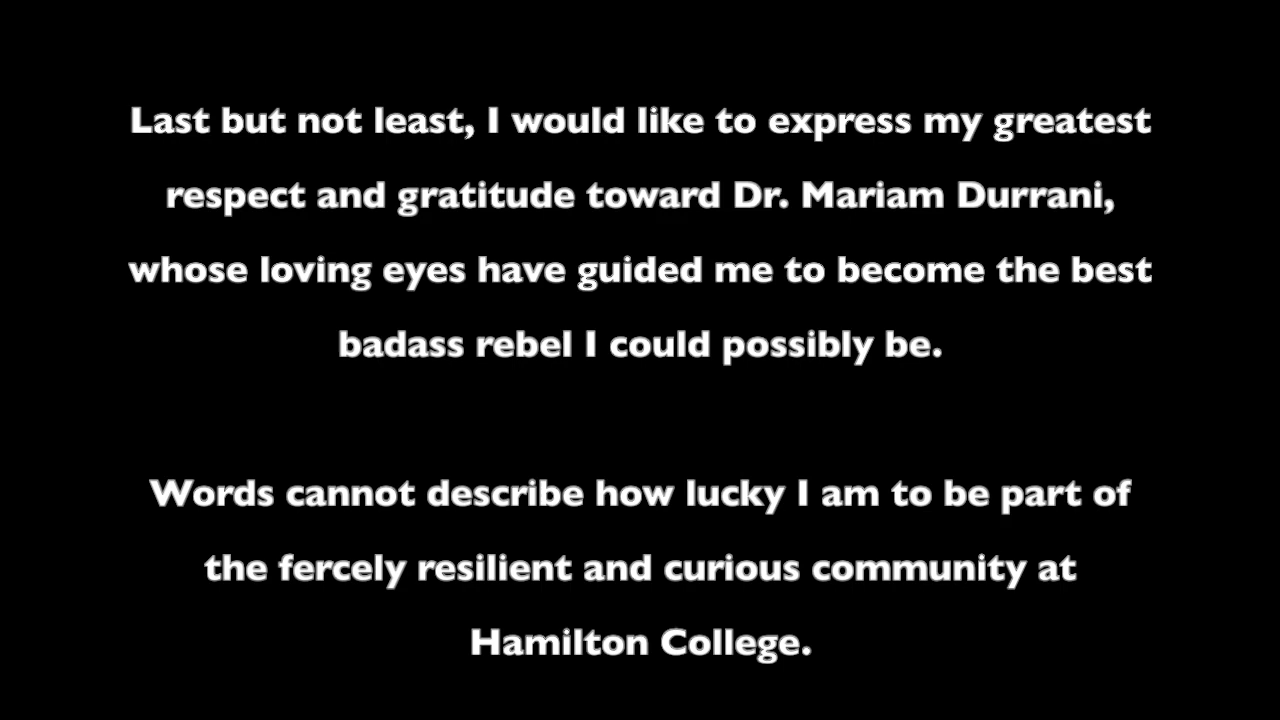 Last but not least, I would like to express my greatest
respect and gratitude toward Dr. Mariam Durrani,
whose loving eyes have guided me to become the best
badass rebel I could possibly be.
Words cannot describe how lucky I am to be part of
the fercely resilient and curious community at
Hamilton College.